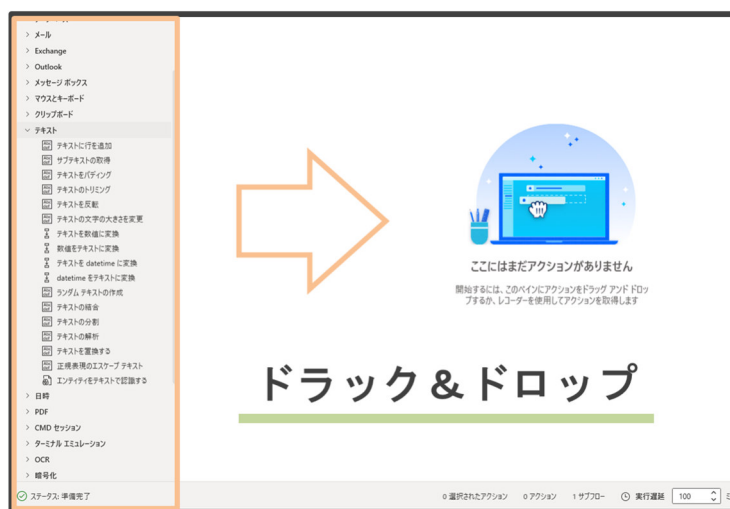 メール
Exchange
Outlook
メッセージ ボックス
マウスとキーボード
クリップボード
テキスト
テキストに行を追加
サブテキストの取得
テキストをパディング
テキストのトリミング
テキストを反転
テキストの文字の大きさを変更
テキストを数値に変換
数値をテキストに変換
テキストを datetime に変換
datetime をテキストに変換
ランダム テキストの作成
テキストの結合
テキストの分割
テキストの解析
テキストを置換する
正規表現のエスケープ テキスト
エンティティをテキストで認識する
日時
PDF
CMD セッション
ターミナル エミュレーション
OCR
暗号化
ここにはまだアクションがありません
開始するには、このペインにアクションをドラッグ アンド ドロッ
プするか、レコーダーを使用してアクションを取得します
ドラック＆ドロップ
ステータス: 準備完了
0 選択されたアクション 0 アクション 1 サブフロー 実行遅延 100